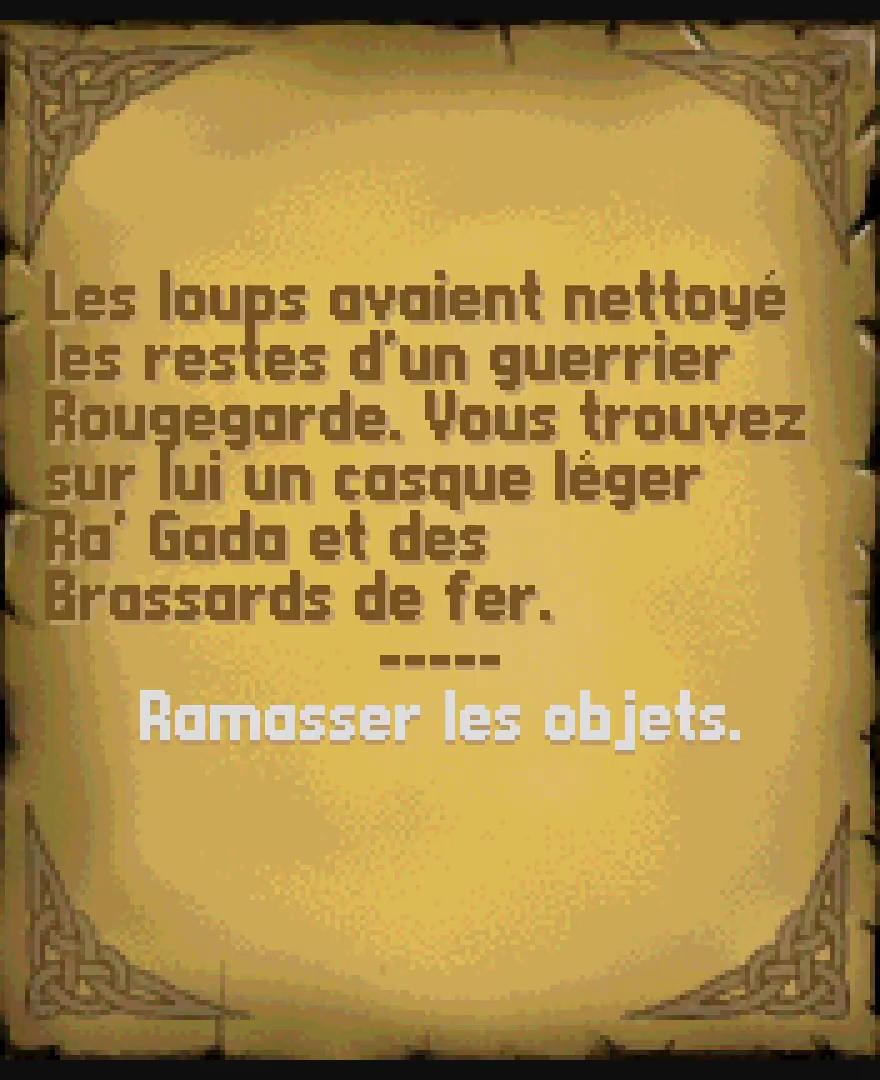 Les loups avaient nettoyé
les restes d'un guerrier
Rougegarde. Vous trouvez
sur lui un casque léger
Ra' Gada et des
Brassards de fer.
-----
Ramasser les objets.